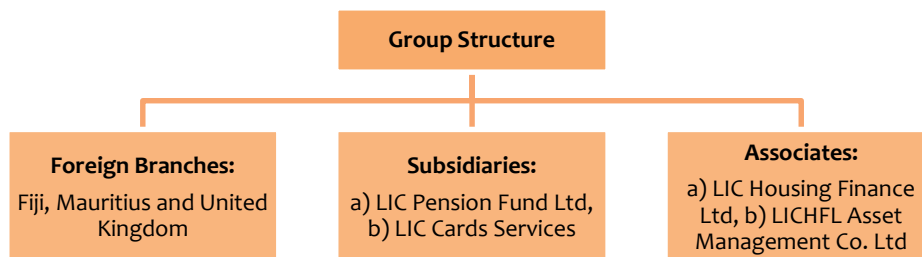 Group Structure
Foreign Branches:
Fiji, Mauritius and United
Kingdom
Subsidiaries:
a) LIC Pension Fund Ltd,
b) LIC Cards Services
Associates:
a) LIC Housing Finance
Ltd, b) LICHFL Asset
Management Co. Ltd